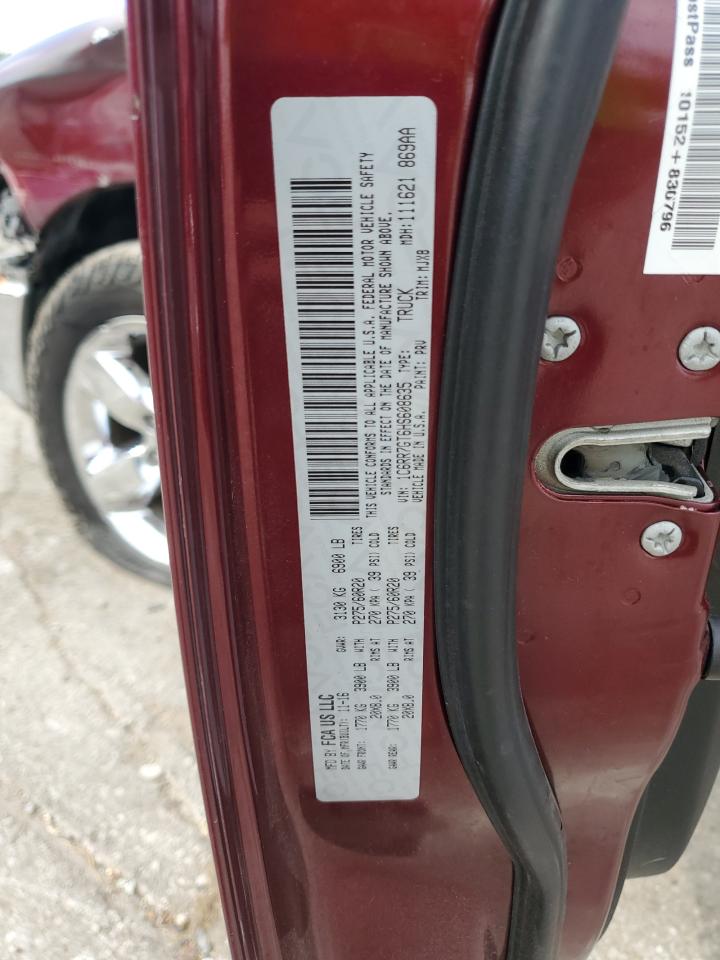 MFD BY FCA US LLC
DATE OF MFR(BUILT): 11-16 GVWR: 3130 KG 6900 LB
GAWR FRONT: 1770 KG 3900 LB WITH P275/60R20 TIRES
20X8.0 RIMS AT 270 KPA ( 39 PSI) COLD
GAWR REAR: 1770 KG 3900 LB WITH P275/60R20 TIRES
20X8.0 RIMS AT 270 KPA ( 39 PSI) COLD
THIS VEHICLE CONFORMS TO ALL APPLICABLE U.S.A. FEDERAL MOTOR VEHICLE SAFETY
STANDARDS IN EFFECT ON THE DATE OF MANUFACTURE SHOWN ABOVE.
VIN: 1C6RR7GT6HS608635 TYPE: TRUCK MDH: 111621 869AA
VEHICLE MADE IN U.S.A. PAINT: PRV TRIM: MJX8
stPass
0152 + 830796